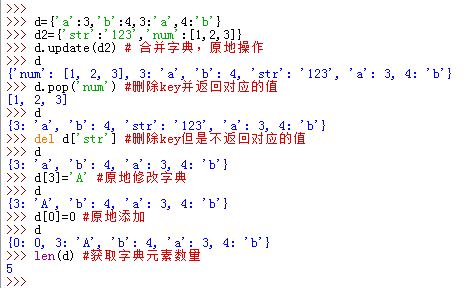 >>>
>>> d={'a':3,'b':4,3:'a',4:'b'}
>>> d2={'str':'123','num':[1,2,3]}
>>> d.update(d2) # 合并字典，原地操作
>>> d
{'num': [1, 2, 3], 3: 'a', 'b': 4, 'str': '123', 'a': 3, 4: 'b'}
>>> d.pop('num') #删除key并返回对应的值
[1, 2, 3]
>>> d
{3: 'a', 'b': 4, 'str': '123', 'a': 3, 4: 'b'}
>>> del d['str'] #删除key但是不返回对应的值
>>> d
{3: 'a', 'b': 4, 'a': 3, 4: 'b'}
>>> d[3]='A' #原地修改字典
>>> d
{3: 'A', 'b': 4, 'a': 3, 4: 'b'}
>>> d[0]=0 #原地添加
>>> d
{0: 0, 3: 'A', 'b': 4, 'a': 3, 4: 'b'}
>>> len(d) #获取字典元素数量
5
>>>